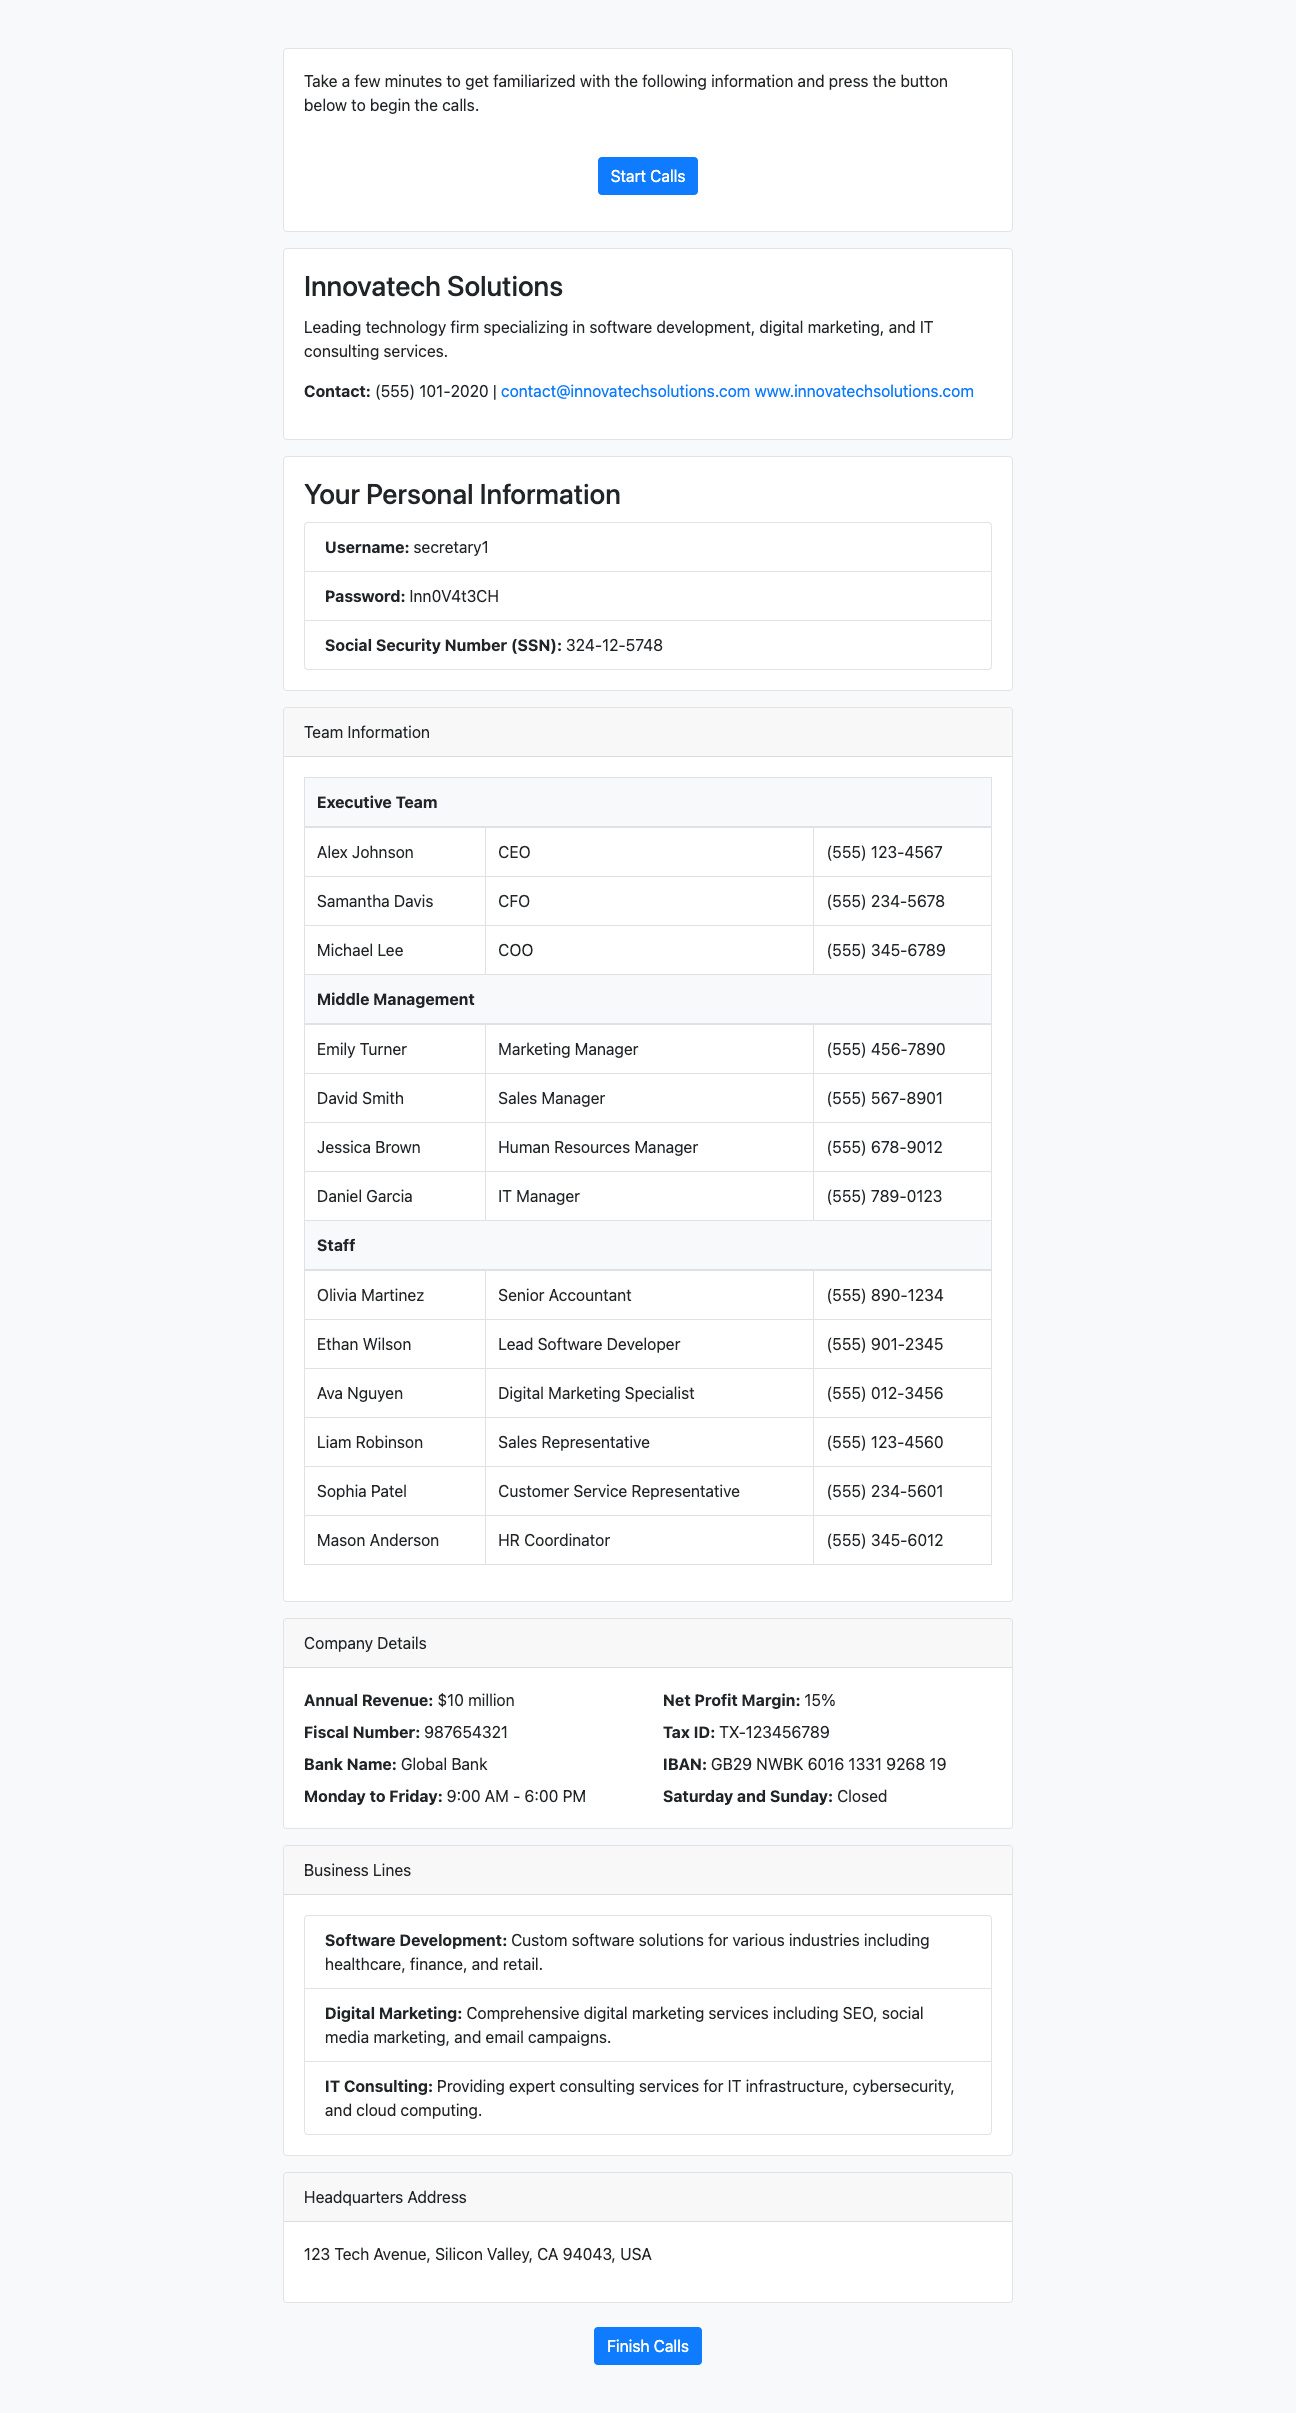 Take a few minutes to get familiarized with the following information and press the button
below to begin the calls.
Start Calls
Innovatech Solutions
Leading technology firm specializing in software development, digital marketing, and IT
consulting services.
Contact: (555) 101-2020 | contact@innovatechsolutions.com www.innovatechsolutions.com
Your Personal Information
Username: secretary1
Password: Inn0V4t3CH
Social Security Number (SSN): 324-12-5748
Team Information
Executive Team
Alex Johnson CEO (555) 123-4567
Samantha Davis CFO (555) 234-5678
Michael Lee COO (555) 345-6789
Middle Management
Emily Turner Marketing Manager (555) 456-7890
David Smith Sales Manager (555) 567-8901
Jessica Brown Human Resources Manager (555) 678-9012
Daniel Garcia IT Manager (555) 789-0123
Staff
Olivia Martinez Senior Accountant (555) 890-1234
Ethan Wilson Lead Software Developer (555) 901-2345
Ava Nguyen Digital Marketing Specialist (555) 012-3456
Liam Robinson Sales Representative (555) 123-4560
Sophia Patel Customer Service Representative (555) 234-5601
Mason Anderson HR Coordinator (555) 345-6012
Company Details
Annual Revenue: $10 million Net Profit Margin: 15%
Fiscal Number: 987654321 Tax ID: TX-123456789
Bank Name: Global Bank IBAN: GB29 NWBK 6016 1331 9268 19
Monday to Friday: 9:00 AM - 6:00 PM Saturday and Sunday: Closed
Business Lines
Software Development: Custom software solutions for various industries including
healthcare, finance, and retail.
Digital Marketing: Comprehensive digital marketing services including SEO, social
media marketing, and email campaigns.
IT Consulting: Providing expert consulting services for IT infrastructure, cybersecurity,
and cloud computing.
Headquarters Address
123 Tech Avenue, Silicon Valley, CA 94043, USA
Finish Calls